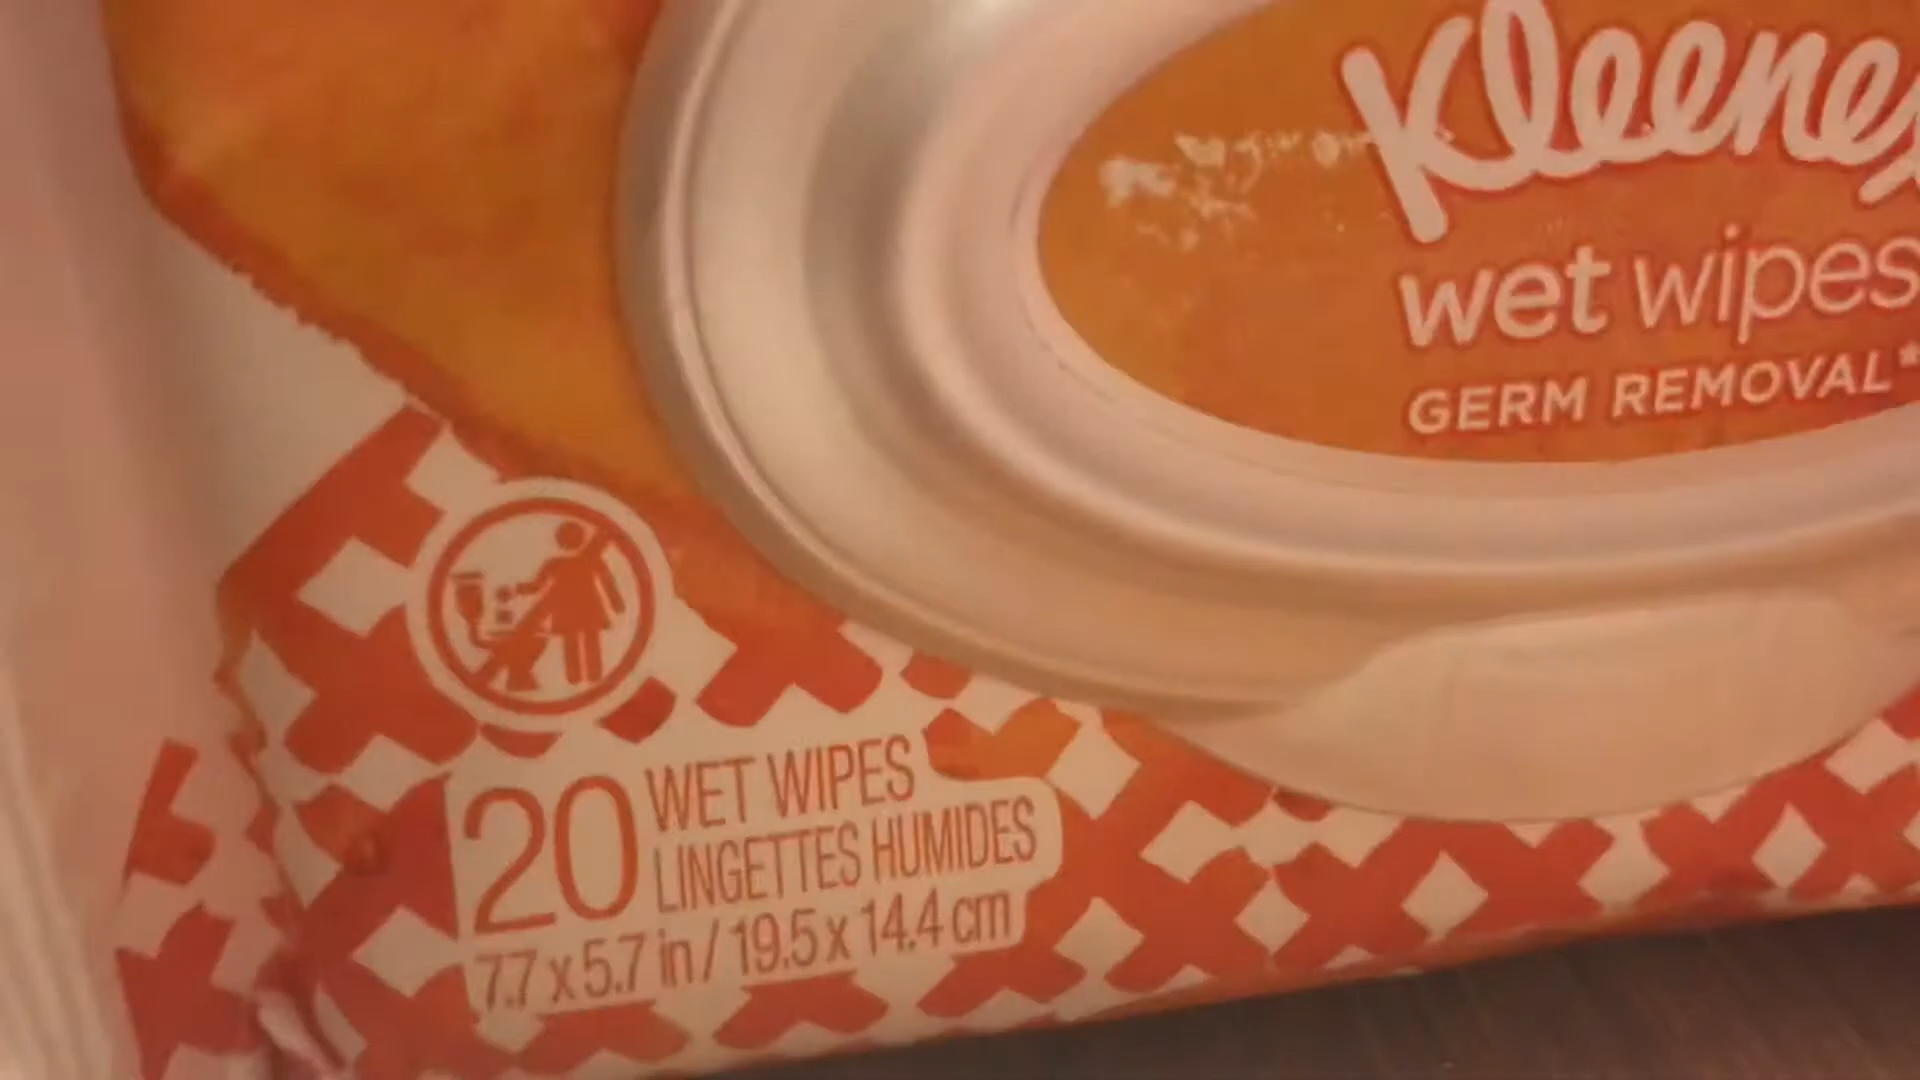 Kleenex
wet wipes
GERM REMOVAL*
20 WET WIPES
LINGETTES HUMIDES
7.7 x 5.7 in / 19.5 x 14.4 cm